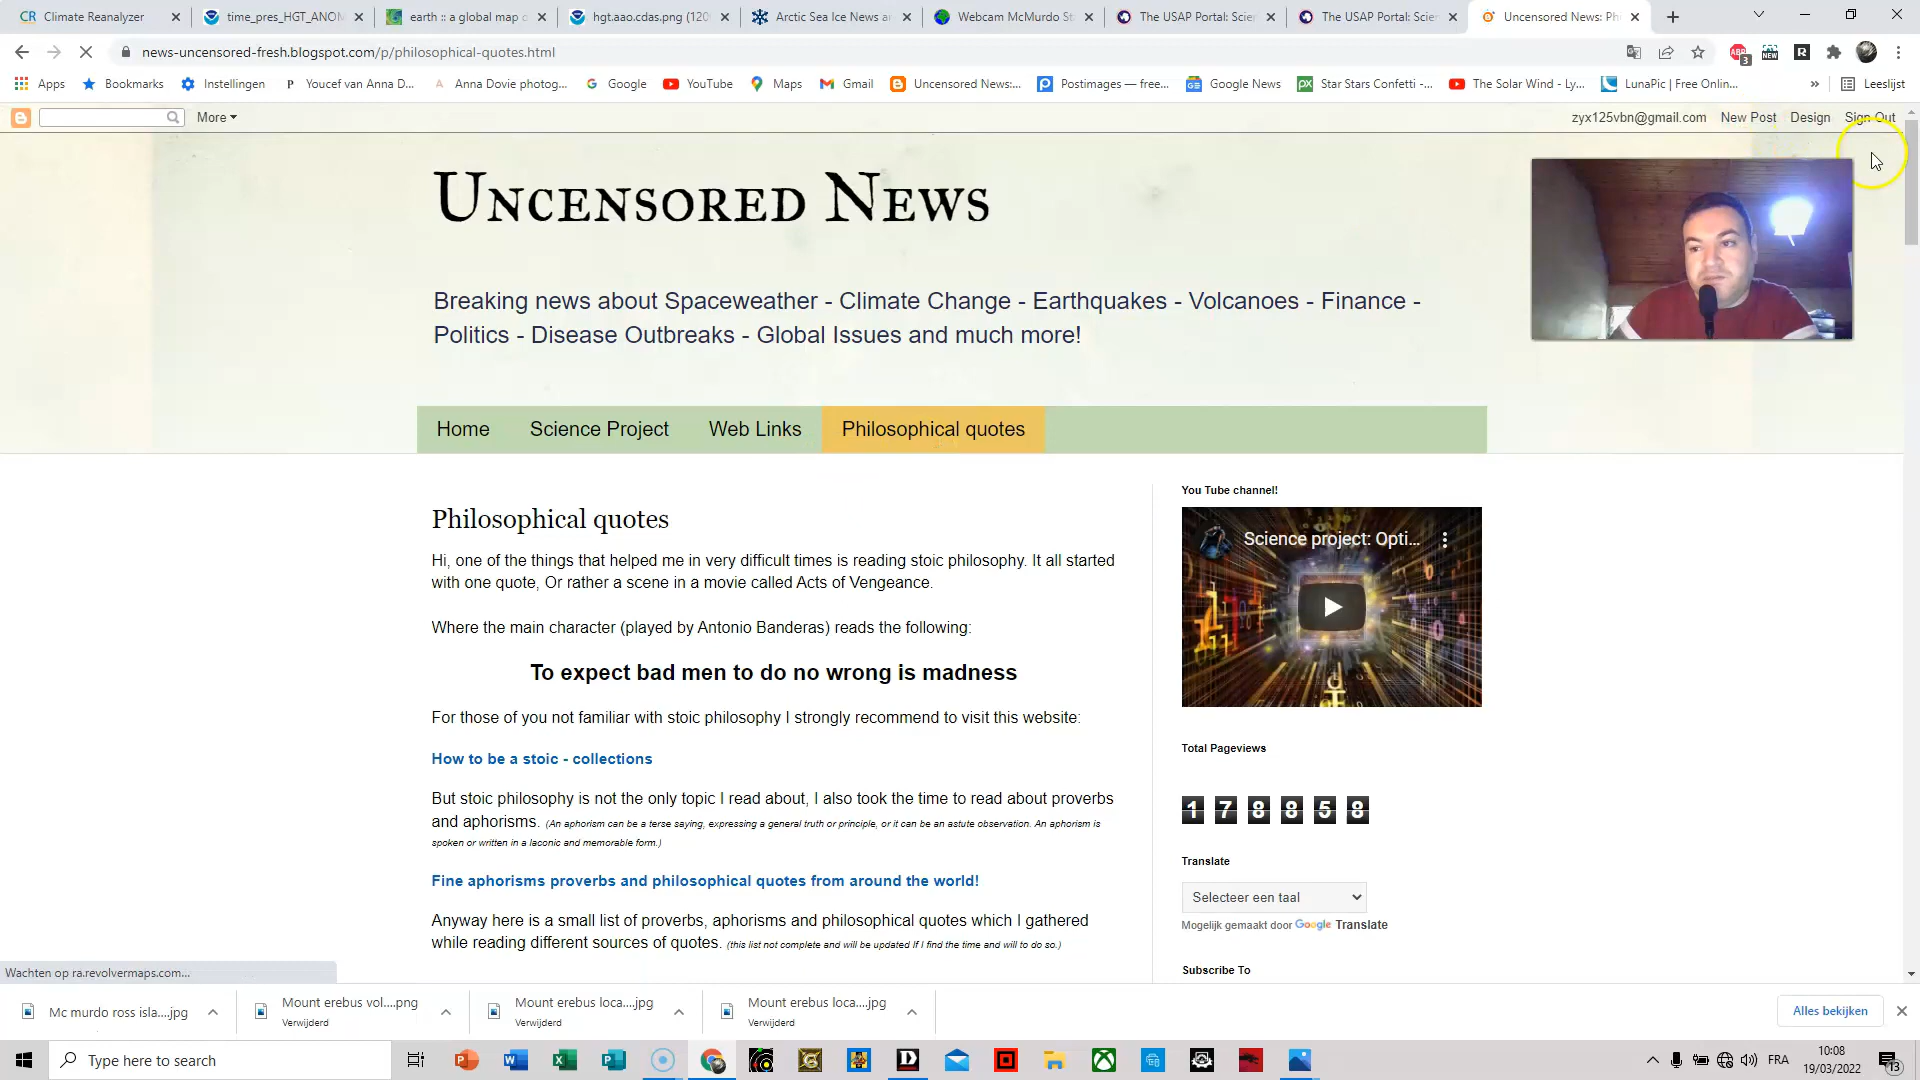 Climate Reanalyzer
time_pres_HGT_ANOM
earth :: a global map o
hgt.aao.cdas.png (120
Arctic Sea Ice News an
Webcam McMurdo St
The USAP Portal: Scien
The USAP Portal: Scien
Uncensored News: Phi
news-uncensored-fresh.blogspot.com/p/philosophical-quotes.html
Apps
Bookmarks
Instellingen
Youcef van Anna D...
Anna Dovie photog...
Google
YouTube
Maps
Gmail
Uncensored News:...
Postimages — free...
Google News
Star Stars Confetti -...
The Solar Wind - Ly...
LunaPic | Free Onlin...
»
Leeslijst
More
zyx125vbn@gmail.com
New Post
Design
Sign Out
Uncensored News
Breaking news about Spaceweather - Climate Change - Earthquakes - Volcanoes - Finance -
Politics - Disease Outbreaks - Global Issues and much more!
Home
Science Project
Web Links
Philosophical quotes
Philosophical quotes
Hi, one of the things that helped me in very difficult times is reading stoic philosophy. It all started
with one quote, Or rather a scene in a movie called Acts of Vengeance.
Where the main character (played by Antonio Banderas) reads the following:
To expect bad men to do no wrong is madness
For those of you not familiar with stoic philosophy I strongly recommend to visit this website:
How to be a stoic - collections
But stoic philosophy is not the only topic I read about, I also took the time to read about proverbs
and aphorisms. (An aphorism can be a terse saying, expressing a general truth or principle, or it can be an astute observation. An aphorism is
spoken or written in a laconic and memorable form.)
Fine aphorisms proverbs and philosophical quotes from around the world!
Anyway here is a small list of proverbs, aphorisms and philosophical quotes which I gathered
while reading different sources of quotes. (this list not complete and will be updated If I find the time and will to do so.)
You Tube channel!
Science project: Opti...
Total Pageviews
178858
Translate
Selecteer een taal
Mogelijk gemaakt door Google Translate
Subscribe To
Wachten op ra.revolvermaps.com...
Mc murdo ross isla....jpg
Mount erebus vol....png
Verwijderd
Mount erebus loca....jpg
Verwijderd
Mount erebus loca....jpg
Verwijderd
Alles bekijken
Type here to search
FRA
10:08
19/03/2022
13